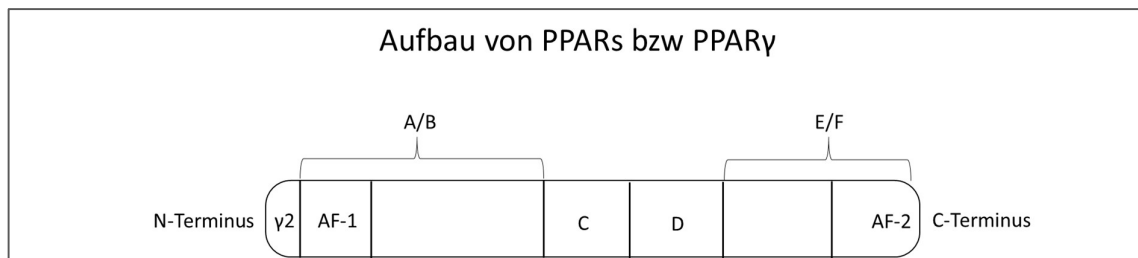 Aufbau von PPARs bzw PPARγ
A/B
E/F
N-Terminus γ2 AF-1 C D AF-2 C-Terminus